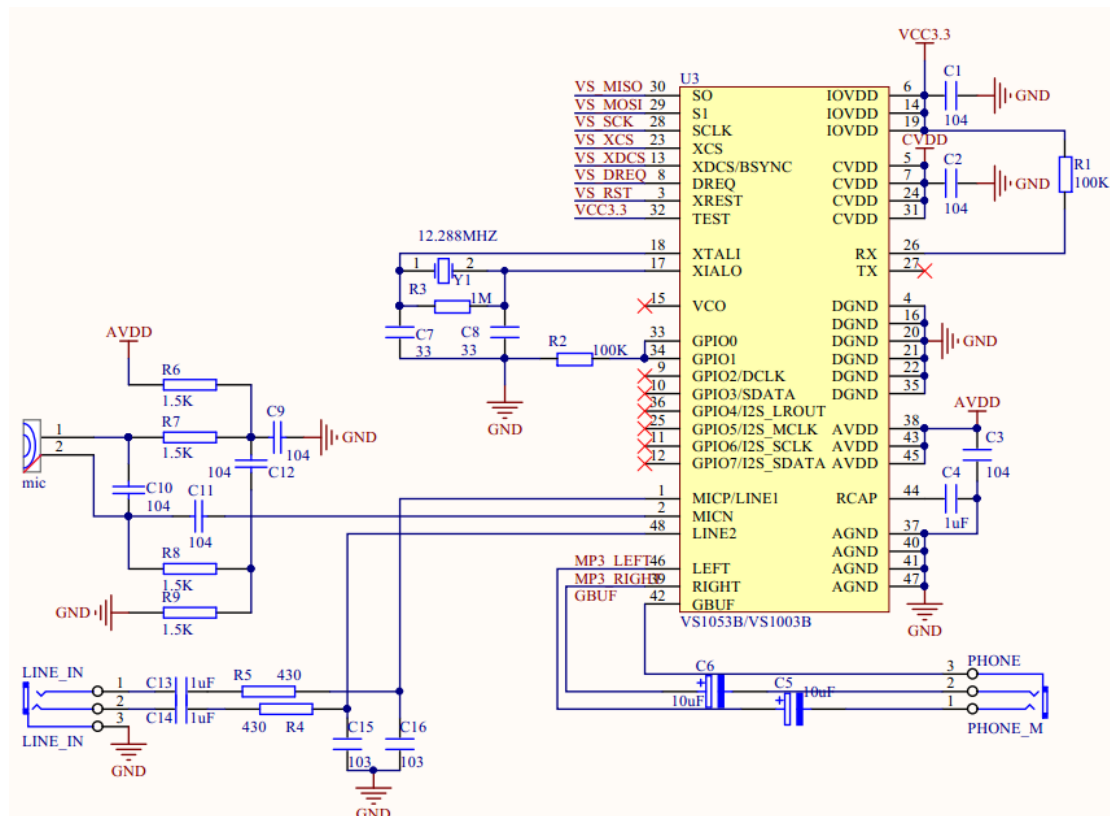 VCC3.3
U3
VS_MISO 30 SO IOVDD 6 C1 GND
VS_MOSI 29 S1 IOVDD 14 104
VS_SCK 28 SCLK IOVDD 19
VS_XCS 23 XCS CVDD
VS_XDCS 13 XDCS/BSYNC CVDD 5 C2 R1
VS_DREQ 8 DREQ CVDD 7 GND 100K
VS_RST 3 XREST CVDD 24 104
VCC3.3 32 TEST CVDD 31
12.288MHZ
18 XTALI RX 26
1 2 17 XIALO TX 27
Y1
R3 1M 15 VCO DGND 4
C7 C8 DGND 16
33 33 R2 100K 33 GPIO0 DGND 20 GND
34 GPIO1 DGND 21
9 GPIO2/DCLK DGND 22
10 GPIO3/SDATA DGND 35
GND
36 GPIO4/I2S_LROUT
25 GPIO5/I2S_MCLK AVDD 38 AVDD
11 GPIO6/I2S_SCLK AVDD 43 C3
12 GPIO7/I2S_SDATA AVDD 45 104
AVDD
R6
1.5K
1 R7 C9 GND
2 1.5K 104
mic
104 C12
C10 C11
104 104
1 MICP/LINE1 RCAP 44 C4 1uF
2 MICN
48 LINE2 AGND 37
AGND 40
R8
1.5K
MP3_LEFT 46 LEFT AGND 41
MP3_RIGHT 39 RIGHT AGND 47
GBUF 42 GBUF
GND
GND R9
1.5K
VS1053B/VS1003B
LINE_IN
1 C13 1uF R5 430
2 C14 1uF 430 R4
3
LINE_IN
GND
C15 C16
103 103
GND
C6 3 PHONE
10uF C5 10uF 2
1
PHONE_M